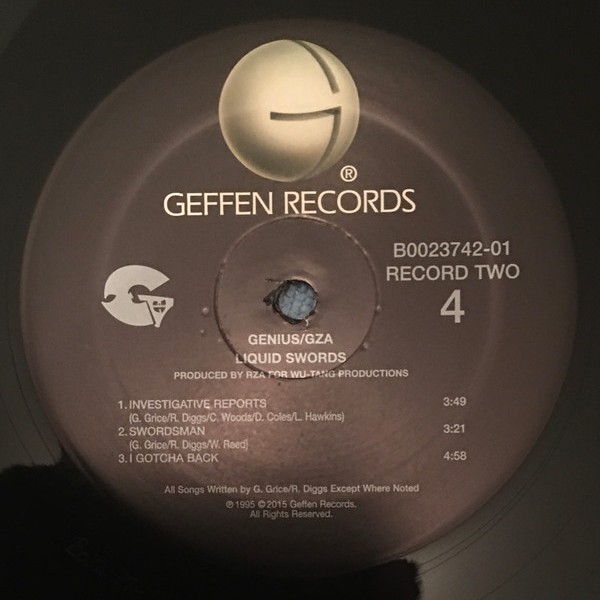 ®
GEFFEN RECORDS
B0023742-01
RECORD TWO
4
GENIUS/GZA
LIQUID SWORDS
PRODUCED BY RZA FOR WU-TANG PRODUCTIONS
1. INVESTIGATIVE REPORTS 3:49
(G. Grice/R. Diggs/C. Woods/D. Coles/L. Hawkins)
2. SWORDSMAN 3:21
(G. Grice/R. Diggs/W. Reed)
3. I GOTCHA BACK 4:58
All Songs Written by G. Grice/R. Diggs Except Where Noted
℗ 1995 © 2015 Geffen Records.
All Rights Reserved.